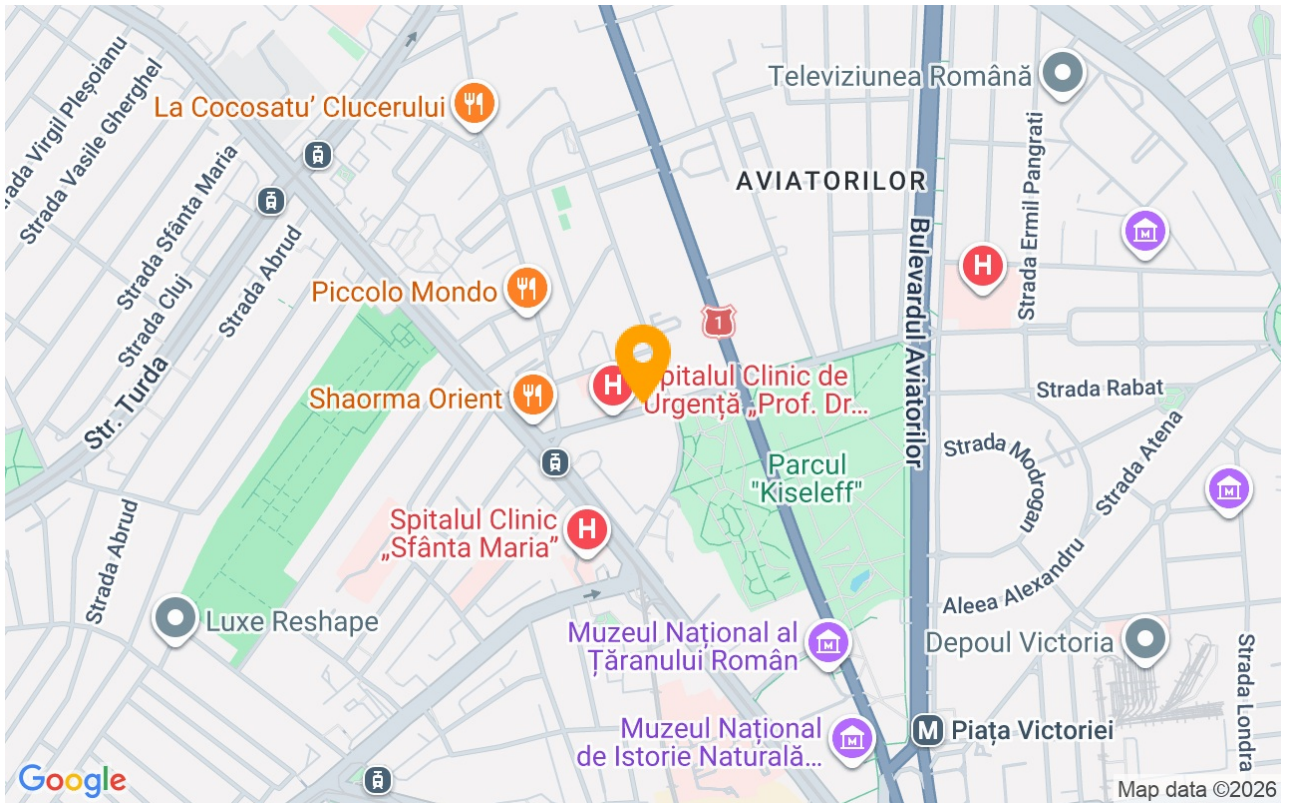 Televiziunea Română
La Cocosatu' Clucerului
Strada Virgil Pleșoianu
Strada Vasile Gherghel
Strada Sfânta Maria
Strada Cluj
Strada Abrud
Str. Turda
AVIATORILOR
Strada Ermil Pangrati
Bulevardul Aviatorilor
M
H
Piccolo Mondo
1
Shaorma Orient
H
Spitalul Clinic de
Urgență „Prof. Dr...
Strada Rabat
Strada Modrogan
Strada Atena
M
Parcul
"Kiseleff"
Spitalul Clinic
„Sfânta Maria”
H
Strada Abrud
Luxe Reshape
Aleea Alexandru
Muzeul Național al
Țăranului Român
M
Depoul Victoria
Strada Londra
Muzeul Național
de Istorie Naturală...
M
M
Piața Victoriei
Google
Map data ©2026